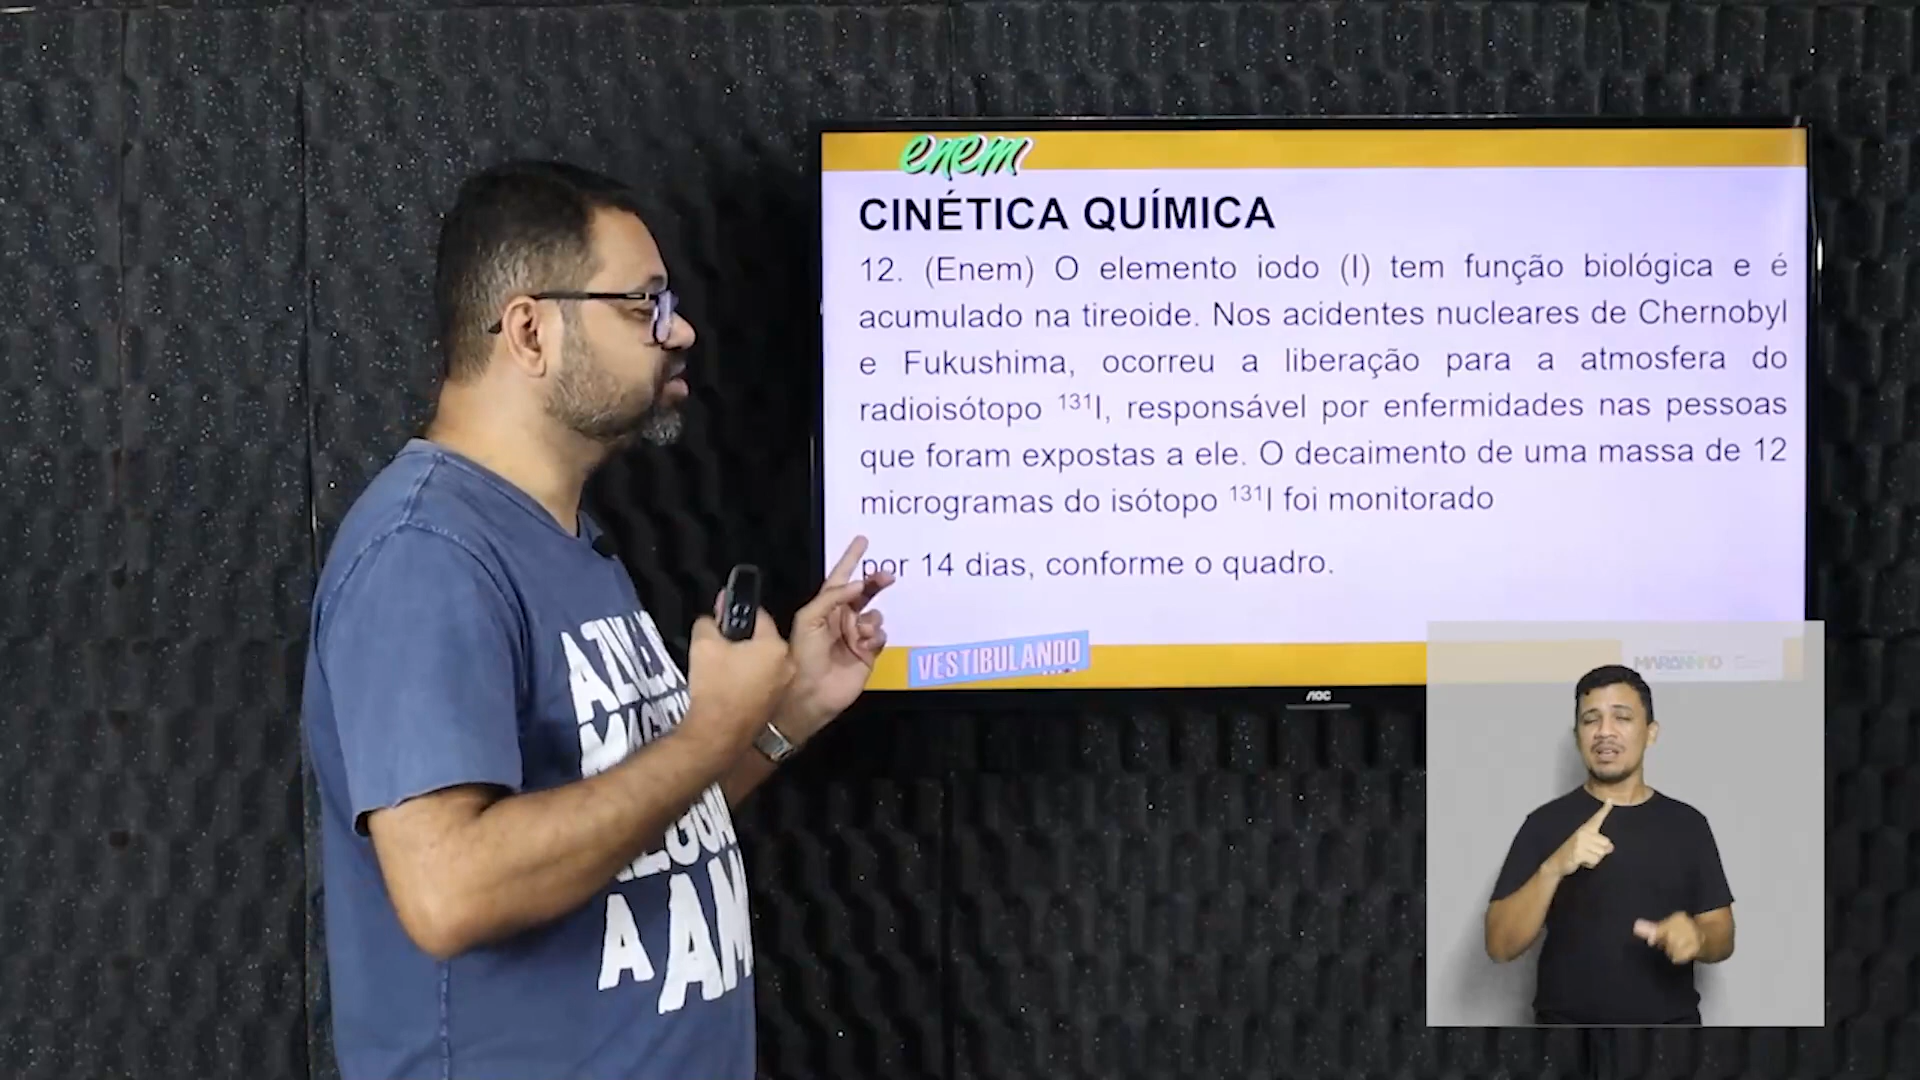 enem
CINÉTICA QUÍMICA
12. (Enem) O elemento iodo (I) tem função biológica e é
acumulado na tireoide. Nos acidentes nucleares de Chernobyl
e Fukushima, ocorreu a liberação para a atmosfera do
radioisótopo ¹³¹I, responsável por enfermidades nas pessoas
que foram expostas a ele. O decaimento de uma massa de 12
microgramas do isótopo ¹³¹I foi monitorado
por 14 dias, conforme o quadro.
VESTIBULANDO
MARANHÃO
AOC
A